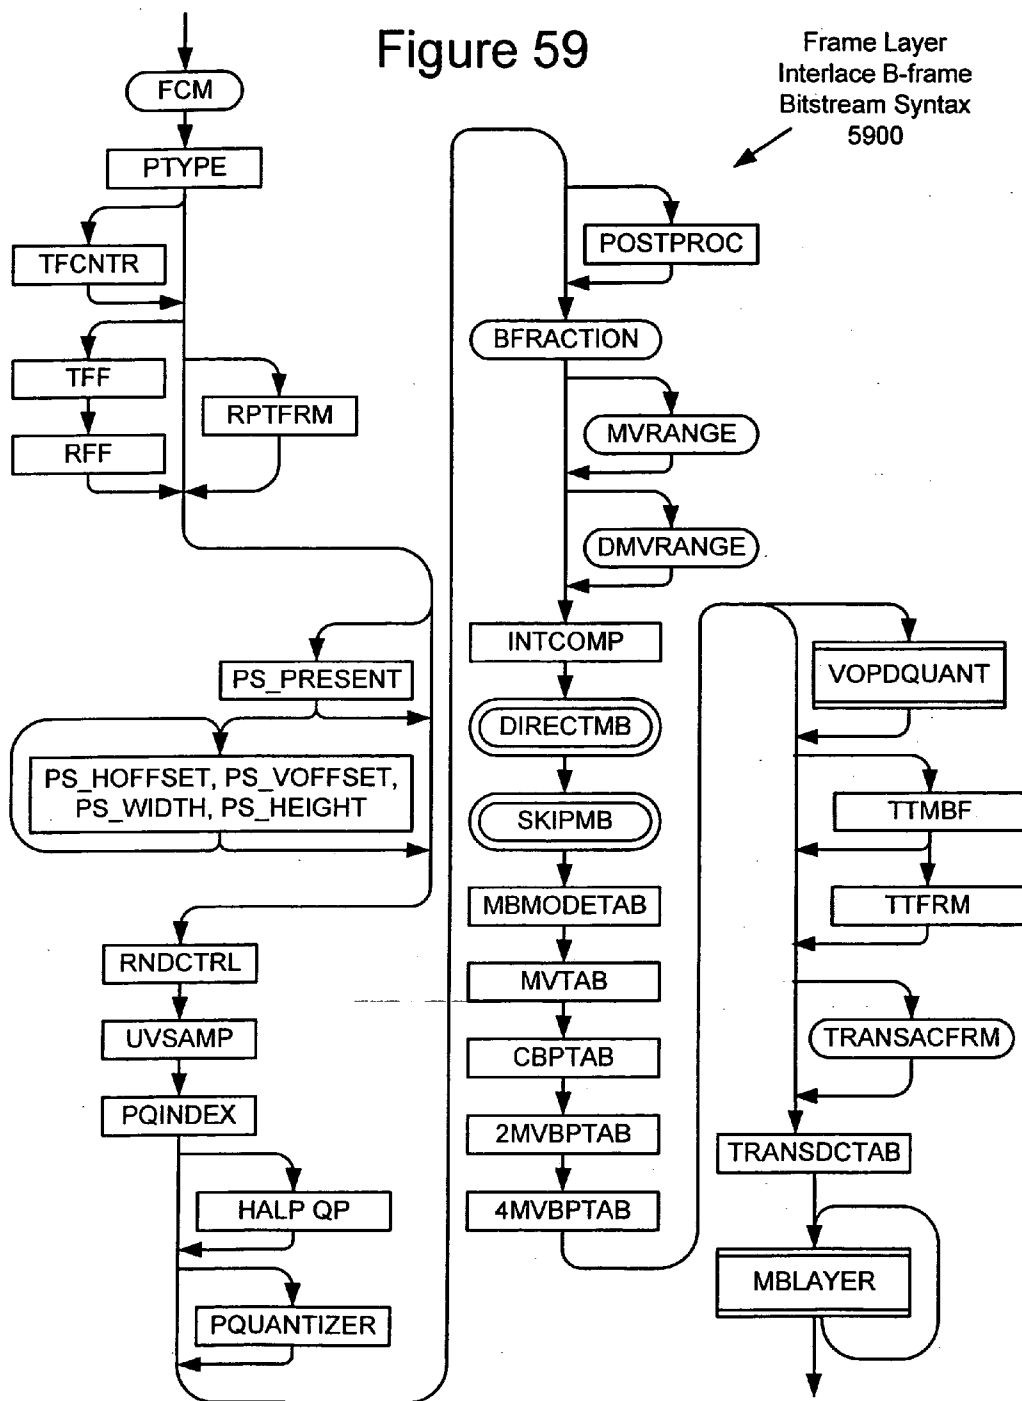 Figure 59
Frame Layer
Interlace B-frame
Bitstream Syntax
5900
FCM
PTYPE
TFCNTR
TFF
RPTFRM
RFF
PS_PRESENT
PS_HOFFSET, PS_VOFFSET,
PS_WIDTH, PS_HEIGHT
RNDCTRL
UVSAMP
PQINDEX
HALP QP
PQUANTIZER
POSTPROC
BFRACTION
MVRANGE
DMVRANGE
INTCOMP
DIRECTMB
SKIPMB
MBMODETAB
MVTAB
CBPTAB
2MVBPTAB
4MVBPTAB
VOPDQUANT
TTMBF
TTFRM
TRANSACFRM
TRANSDCTAB
MBLAYER